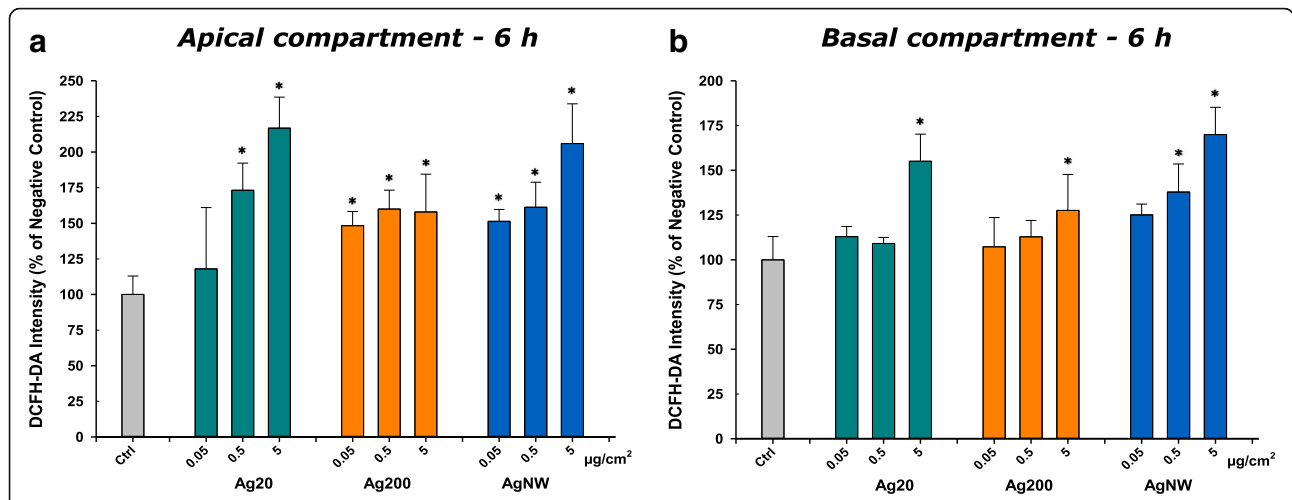 a
Apical compartment - 6 h
DCFH-DA Intensity (% of Negative Control)
250
225
200
175
150
125
100
75
50
25
0
* * * * * * * *
Ctrl 0.05 0.5 5 0.05 0.5 5 0.05 0.5 5 µg/cm²
Ag20 Ag200 AgNW
b
Basal compartment - 6 h
DCFH-DA Intensity (% of Negative Control)
200
175
150
125
100
75
50
25
0
* * * *
Ctrl 0.05 0.5 5 0.05 0.5 5 0.05 0.5 5 µg/cm²
Ag20 Ag200 AgNW